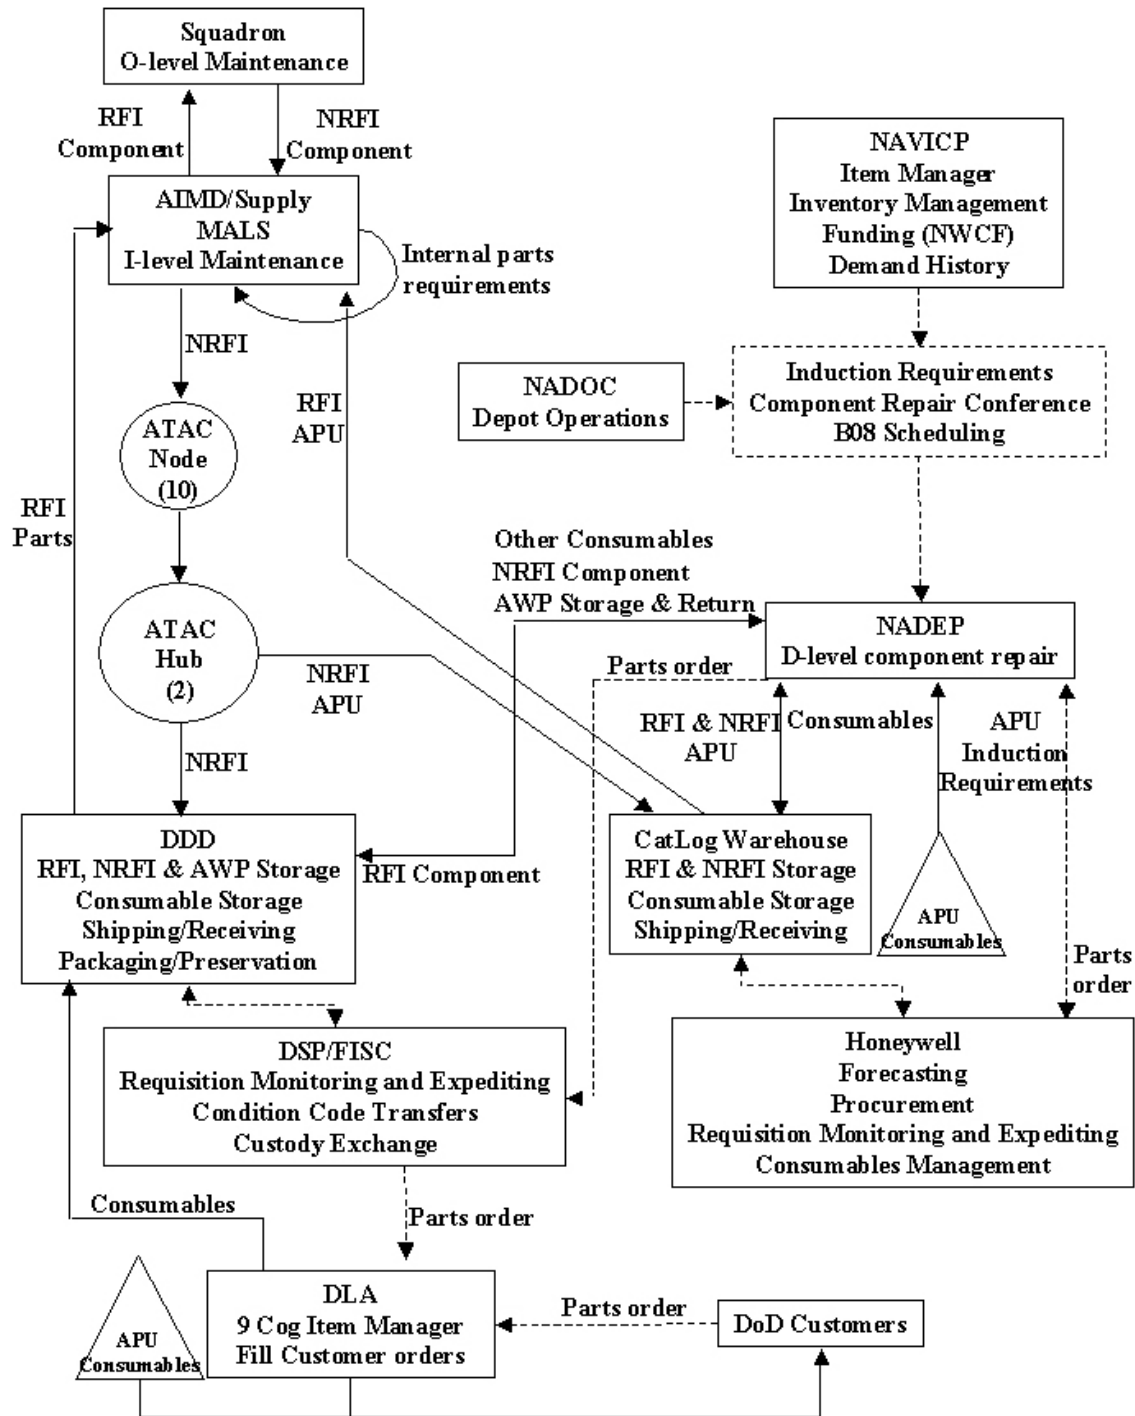 Squadron
O-level Maintenance
RFI
Component
NRFI
Component
AIMD/Supply
MALS
I-level Maintenance
Internal parts
requirements
NAVICP
Item Manager
Inventory Management
Funding (NWCF)
Demand History
NRFI
RFI
APU
NADOC
Depot Operations
Induction Requirements
Component Repair Conference
B08 Scheduling
ATAC
Node
(10)
RFI
Parts
Other Consumables
NRFI Component
AWP Storage & Return
ATAC
Hub
(2)
NRFI
APU
NADEP
D-level component repair
Parts order
RFI & NRFI
APU
Consumables
APU
Induction
Requirements
NRFI
DDD
RFI, NRFI & AWP Storage
Consumable Storage
Shipping/Receiving
Packaging/Preservation
RFI Component
CatLog Warehouse
RFI & NRFI Storage
Consumable Storage
Shipping/Receiving
APU
Consumables
Parts
order
DSP/FISC
Requisition Monitoring and Expediting
Condition Code Transfers
Custody Exchange
Honeywell
Forecasting
Procurement
Requisition Monitoring and Expediting
Consumables Management
Consumables
Parts order
APU
Consumables
DLA
9 Cog Item Manager
Fill Customer orders
Parts order
DoD Customers